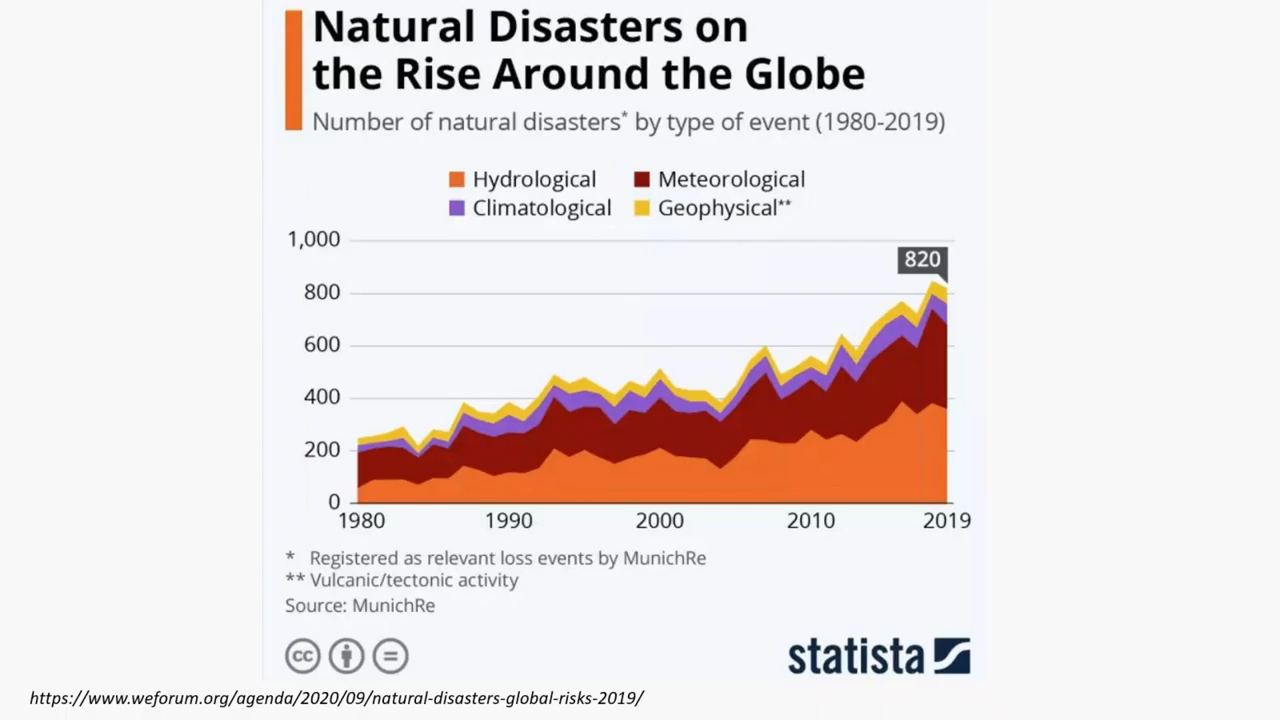 Natural Disasters on
the Rise Around the Globe
Number of natural disasters* by type of event (1980-2019)
Hydrological Meteorological
Climatological Geophysical**
1,000
820
800
600
400
200
0
1980 1990 2000 2010 2019
* Registered as relevant loss events by MunichRe
** Vulcanic/tectonic activity
Source: MunichRe
cc =
statista
https://www.weforum.org/agenda/2020/09/natural-disasters-global-risks-2019/